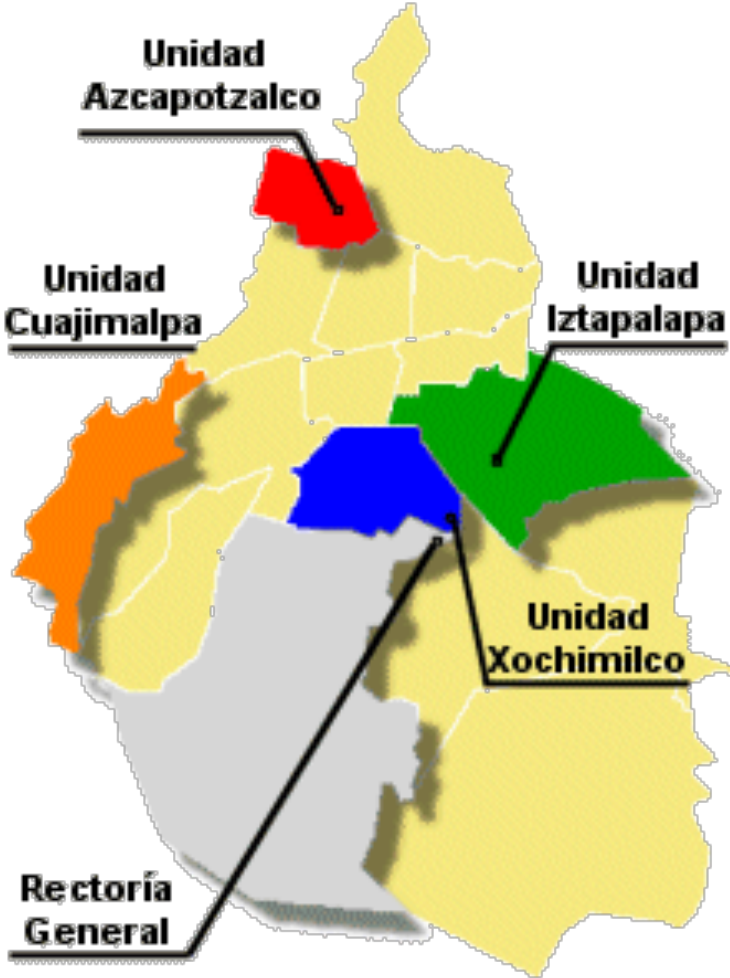 Unidad
Azcapotzalco
Unidad
Cuajimalpa
Unidad
Iztapalapa
Unidad
Xochimilco
Rectoría
General